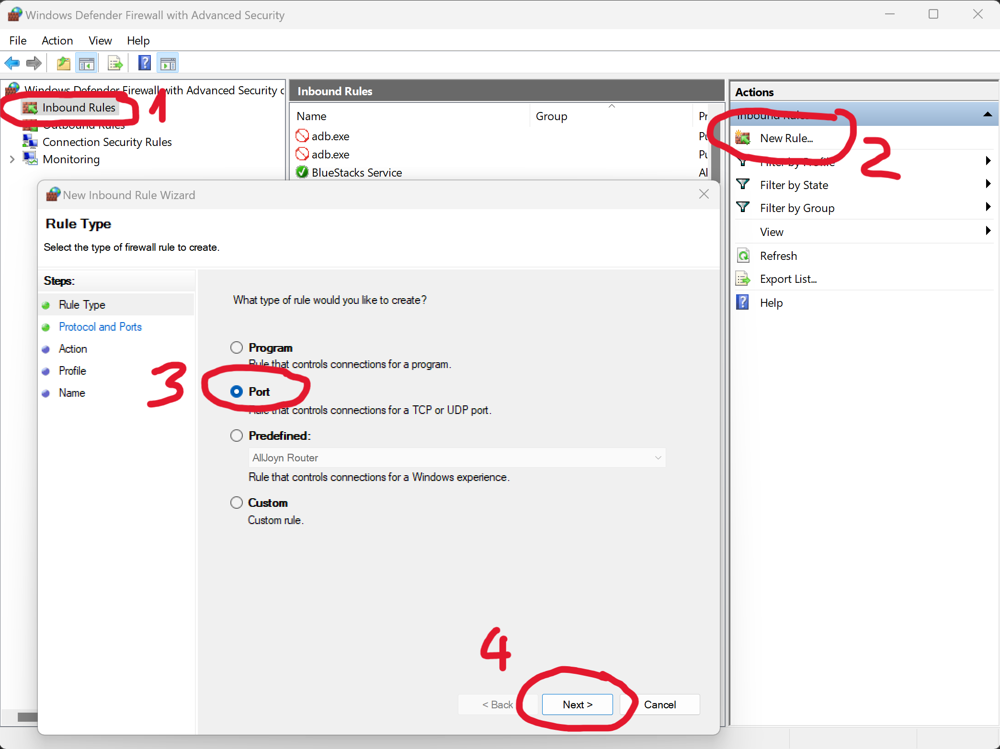 Windows Defender Firewall with Advanced Security
File Action View Help
Windows Defender Firewall with Advanced Security c
Inbound Rules
1
Outbound Rules
Connection Security Rules
Monitoring
Inbound Rules
Name Group Pr
adb.exe Pu
adb.exe Pu
BlueStacks Service Al
Actions
Inbound Rules
New Rule...
2
Filter by Profile
Filter by State
Filter by Group
View
Refresh
Export List...
Help
New Inbound Rule Wizard
Rule Type
Select the type of firewall rule to create.
Steps:
Rule Type
Protocol and Ports
Action
Profile
Name
3
What type of rule would you like to create?
Program
Rule that controls connections for a program.
Port
Rule that controls connections for a TCP or UDP port.
Predefined:
AllJoyn Router
Rule that controls connections for a Windows experience.
Custom
Custom rule.
4
< Back Next > Cancel